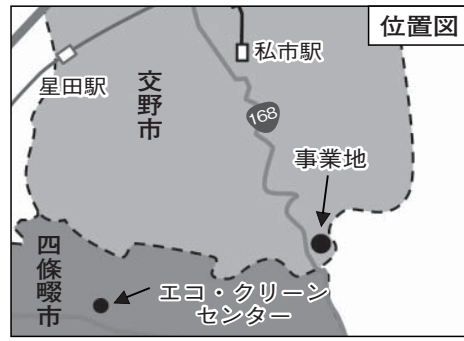 位置図
私市駅
星田駅
交野市
168
事業地
四條畷市
エコ・クリーン
センター